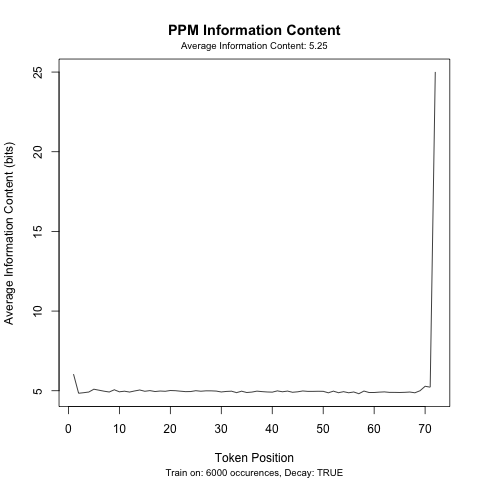 PPM Information Content
Average Information Content: 5.25
Average Information Content (bits)
25
20
15
10
5
0 10 20 30 40 50 60 70
Token Position
Train on: 6000 occurences, Decay: TRUE